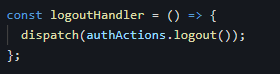 const logoutHandler = () => {
  dispatch(authActions.logout());
};